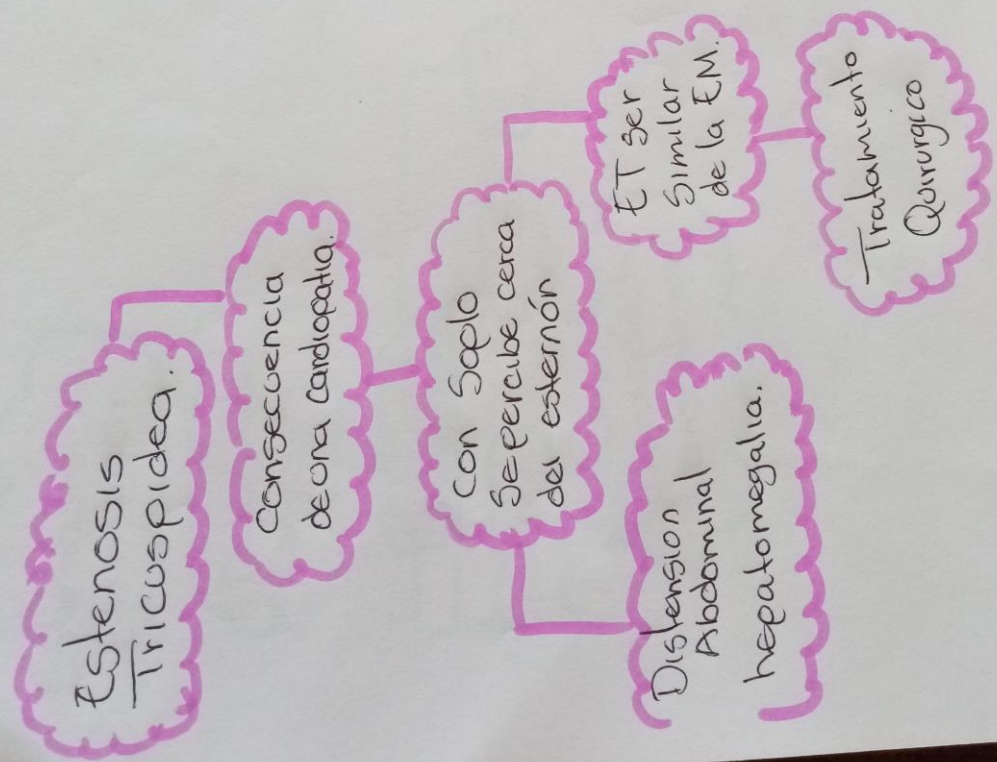 Estenosis
Tricuspidea.
Consecuencia
de una cardiopatia.
Con Soplo
Se percibe cerca
del esternón
Distension
Abdominal
hepatomegalia.
ET ser
Similar
de la EM.
Tratamiento
Quirurgico